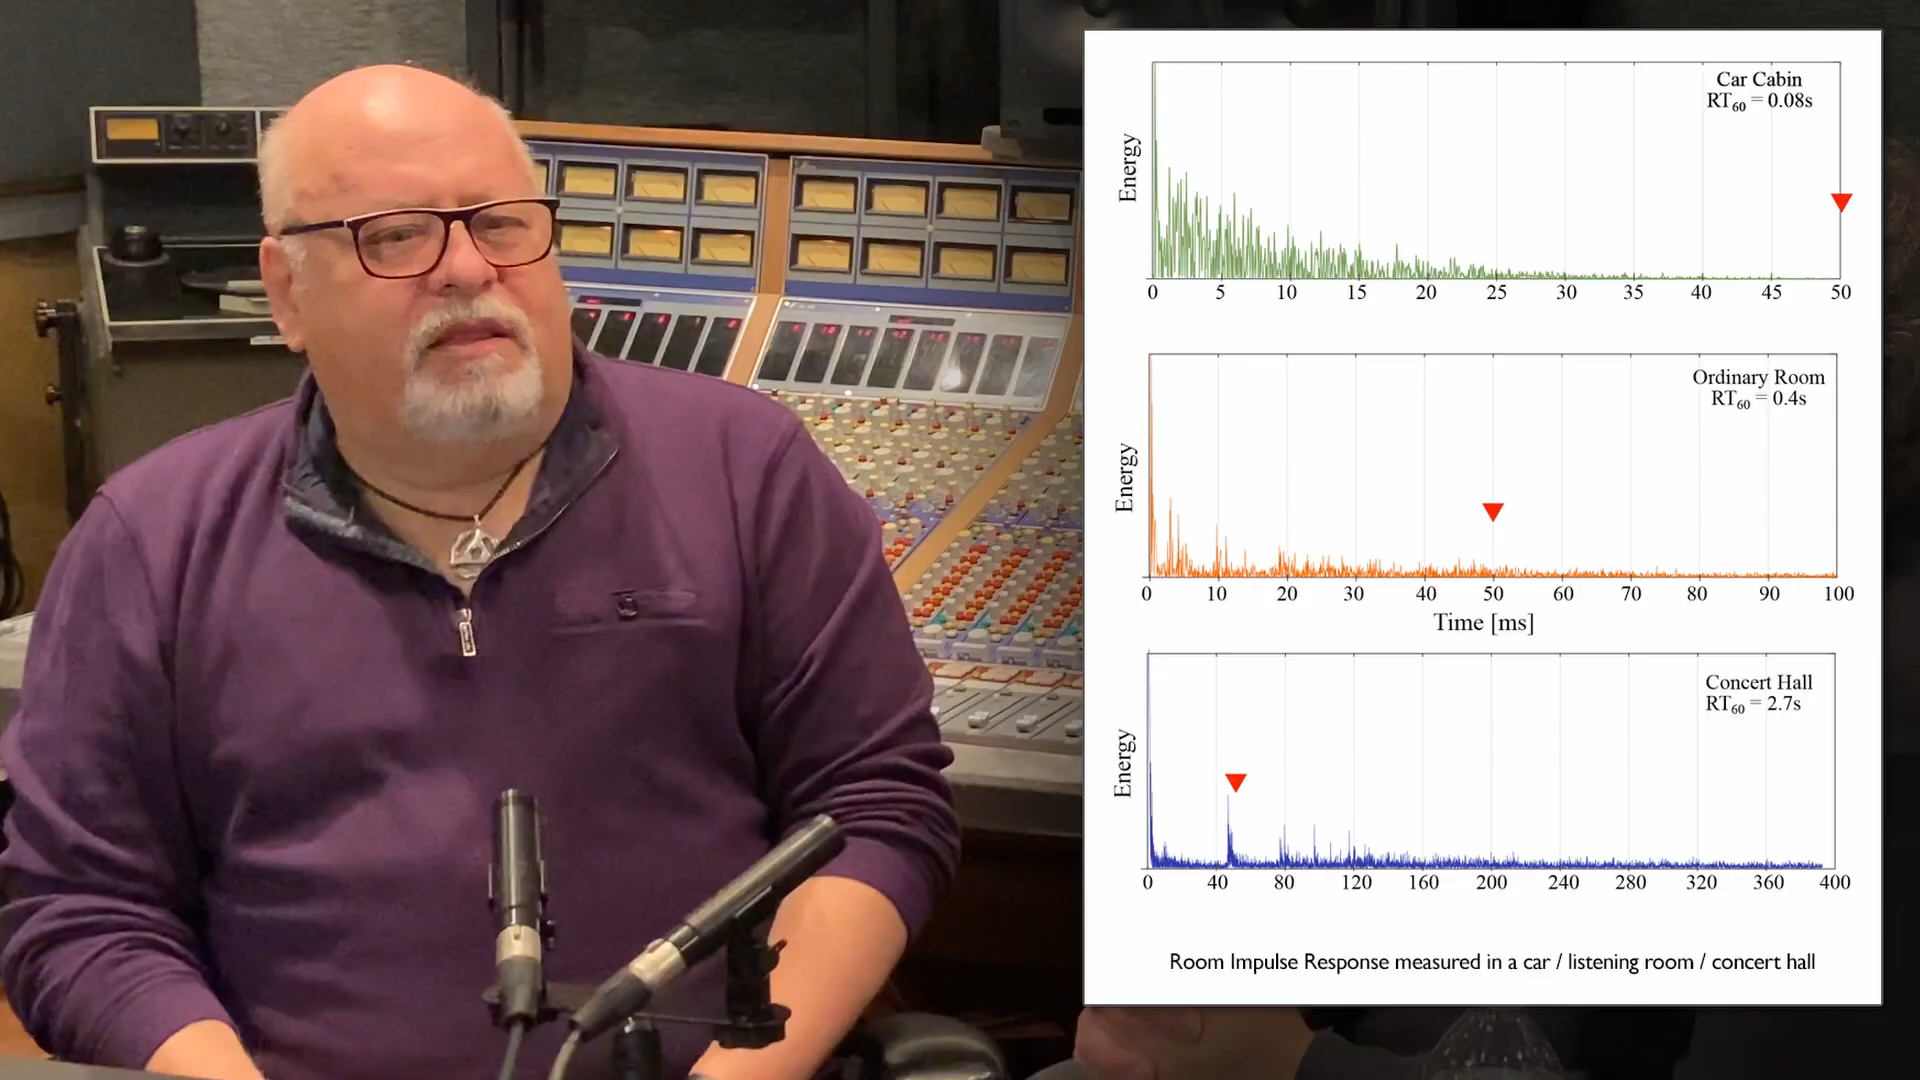 Car Cabin
RT60 = 0.08s
Energy
0 5 10 15 20 25 30 35 40 45 50
Ordinary Room
RT60 = 0.4s
Energy
0 10 20 30 40 50 60 70 80 90 100
Time [ms]
Concert Hall
RT60 = 2.7s
Energy
0 40 80 120 160 200 240 280 320 360 400
Room Impulse Response measured in a car / listening room / concert hall